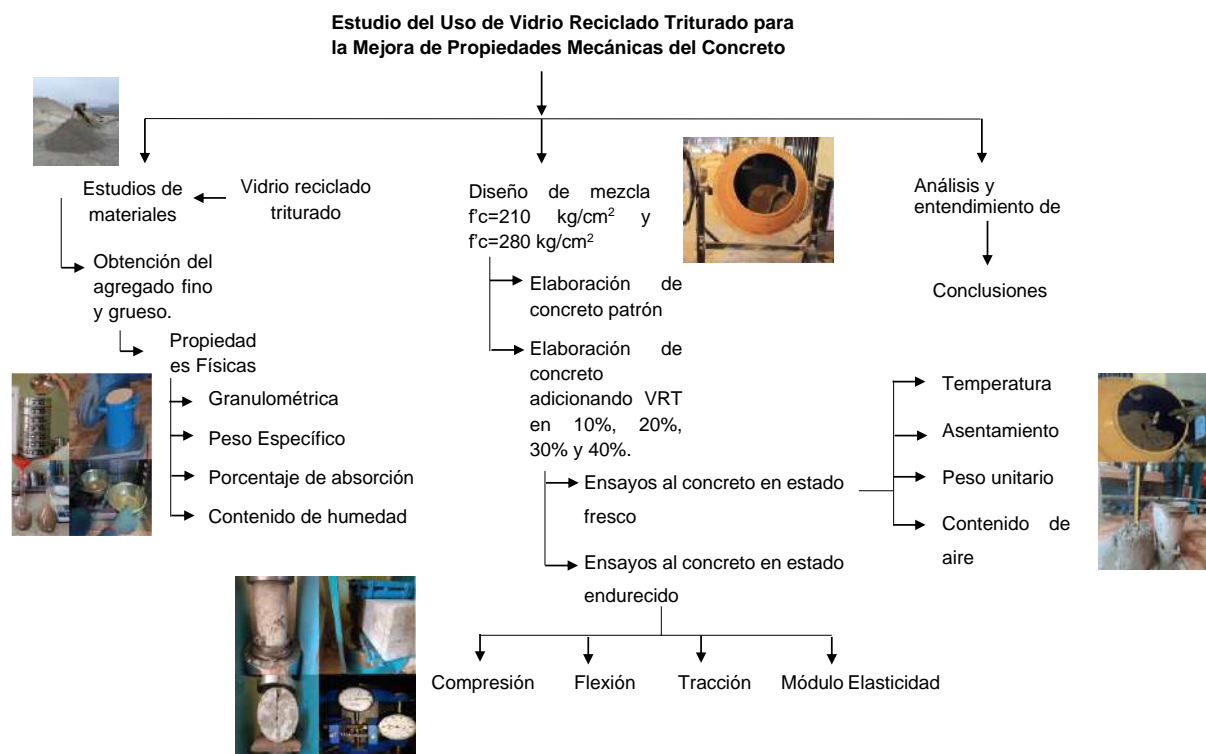 Estudio del Uso de Vidrio Reciclado Triturado para
la Mejora de Propiedades Mecánicas del Concreto
Estudios de
materiales
Vidrio reciclado
triturado
Obtención del
agregado fino
y grueso.
Propiedad
es Físicas
Granulométrica
Peso Específico
Porcentaje de absorción
Contenido de humedad
Diseño de mezcla
f'c=210 kg/cm² y
f'c=280 kg/cm²
Elaboración de
concreto patrón
Elaboración de
concreto
adicionando VRT
en 10%, 20%,
30% y 40%.
Ensayos al concreto en estado
fresco
Temperatura
Asentamiento
Peso unitario
Contenido de
aire
Ensayos al concreto en estado
endurecido
Compresión
Flexión
Tracción
Módulo Elasticidad
Análisis y
entendimiento de
Conclusiones